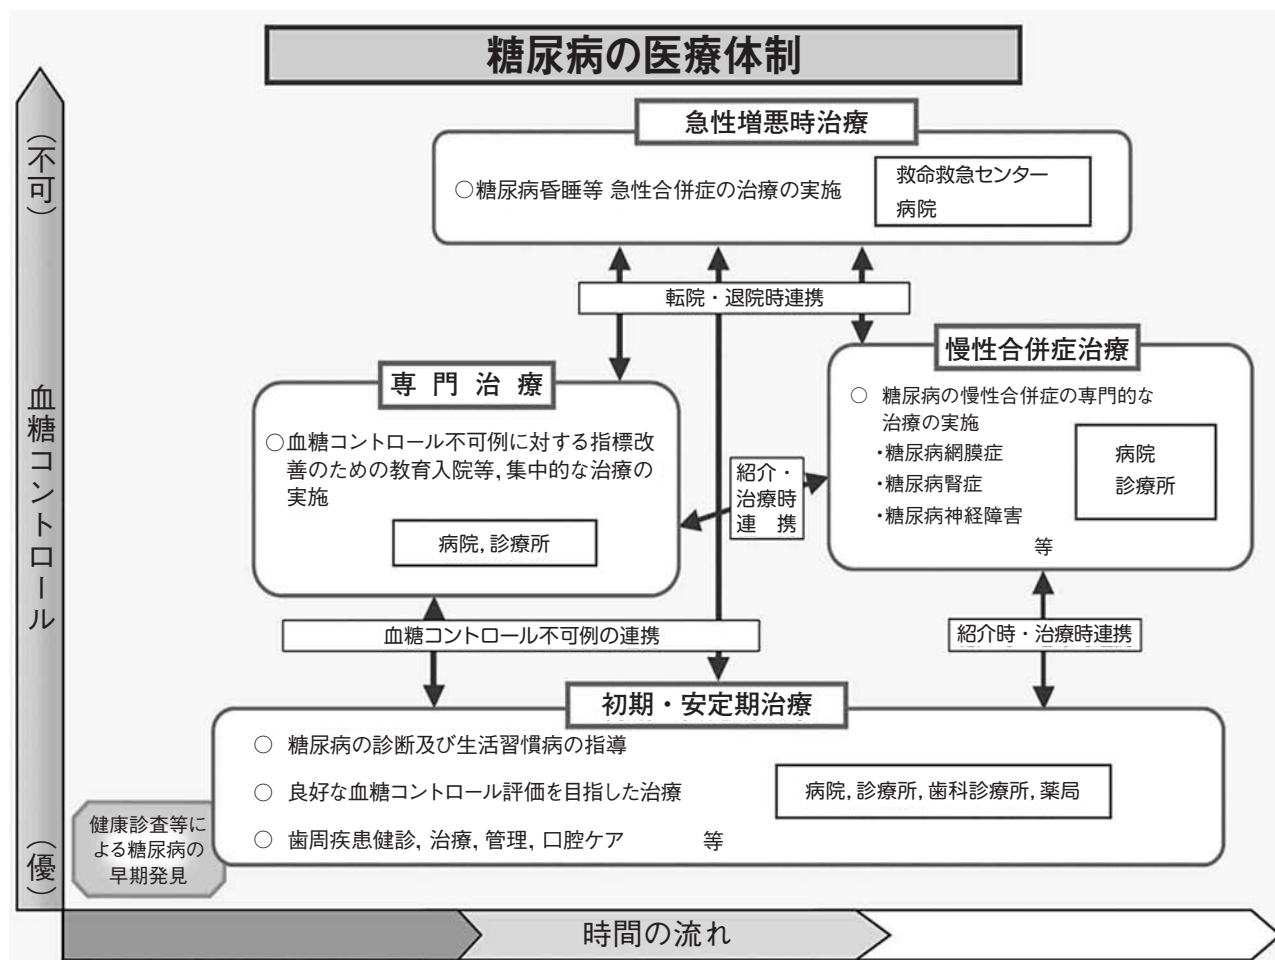 糖尿病の医療体制
(不可)
血糖コントロール
(優)
急性増悪時治療
○糖尿病昏睡等 急性合併症の治療の実施
救命救急センター
病院
転院・退院時連携
専門治療
○血糖コントロール不可例に対する指標改
善のための教育入院等,集中的な治療の
実施
病院,診療所
紹介・
治療時
連携
慢性合併症治療
○ 糖尿病の慢性合併症の専門的な
治療の実施
・糖尿病網膜症
・糖尿病腎症
・糖尿病神経障害
等
病院
診療所
血糖コントロール不可例の連携
紹介時・治療時連携
初期・安定期治療
○ 糖尿病の診断及び生活習慣病の指導
○ 良好な血糖コントロール評価を目指した治療
○ 歯周疾患健診,治療,管理,口腔ケア 等
病院,診療所,歯科診療所,薬局
健康診査等に
よる糖尿病の
早期発見
時間の流れ